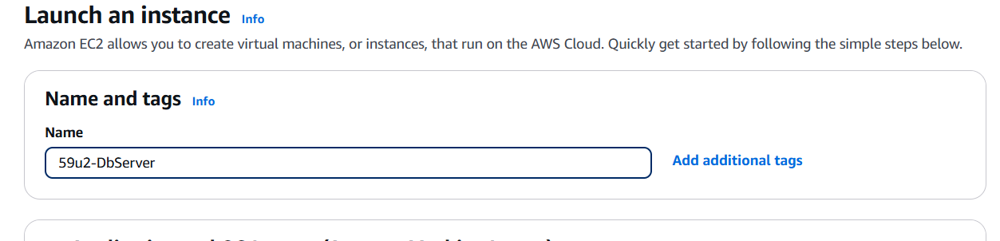 Launch an instance Info
Amazon EC2 allows you to create virtual machines, or instances, that run on the AWS Cloud. Quickly get started by following the simple steps below.
Name and tags Info
Name
59u2-DbServer
Add additional tags